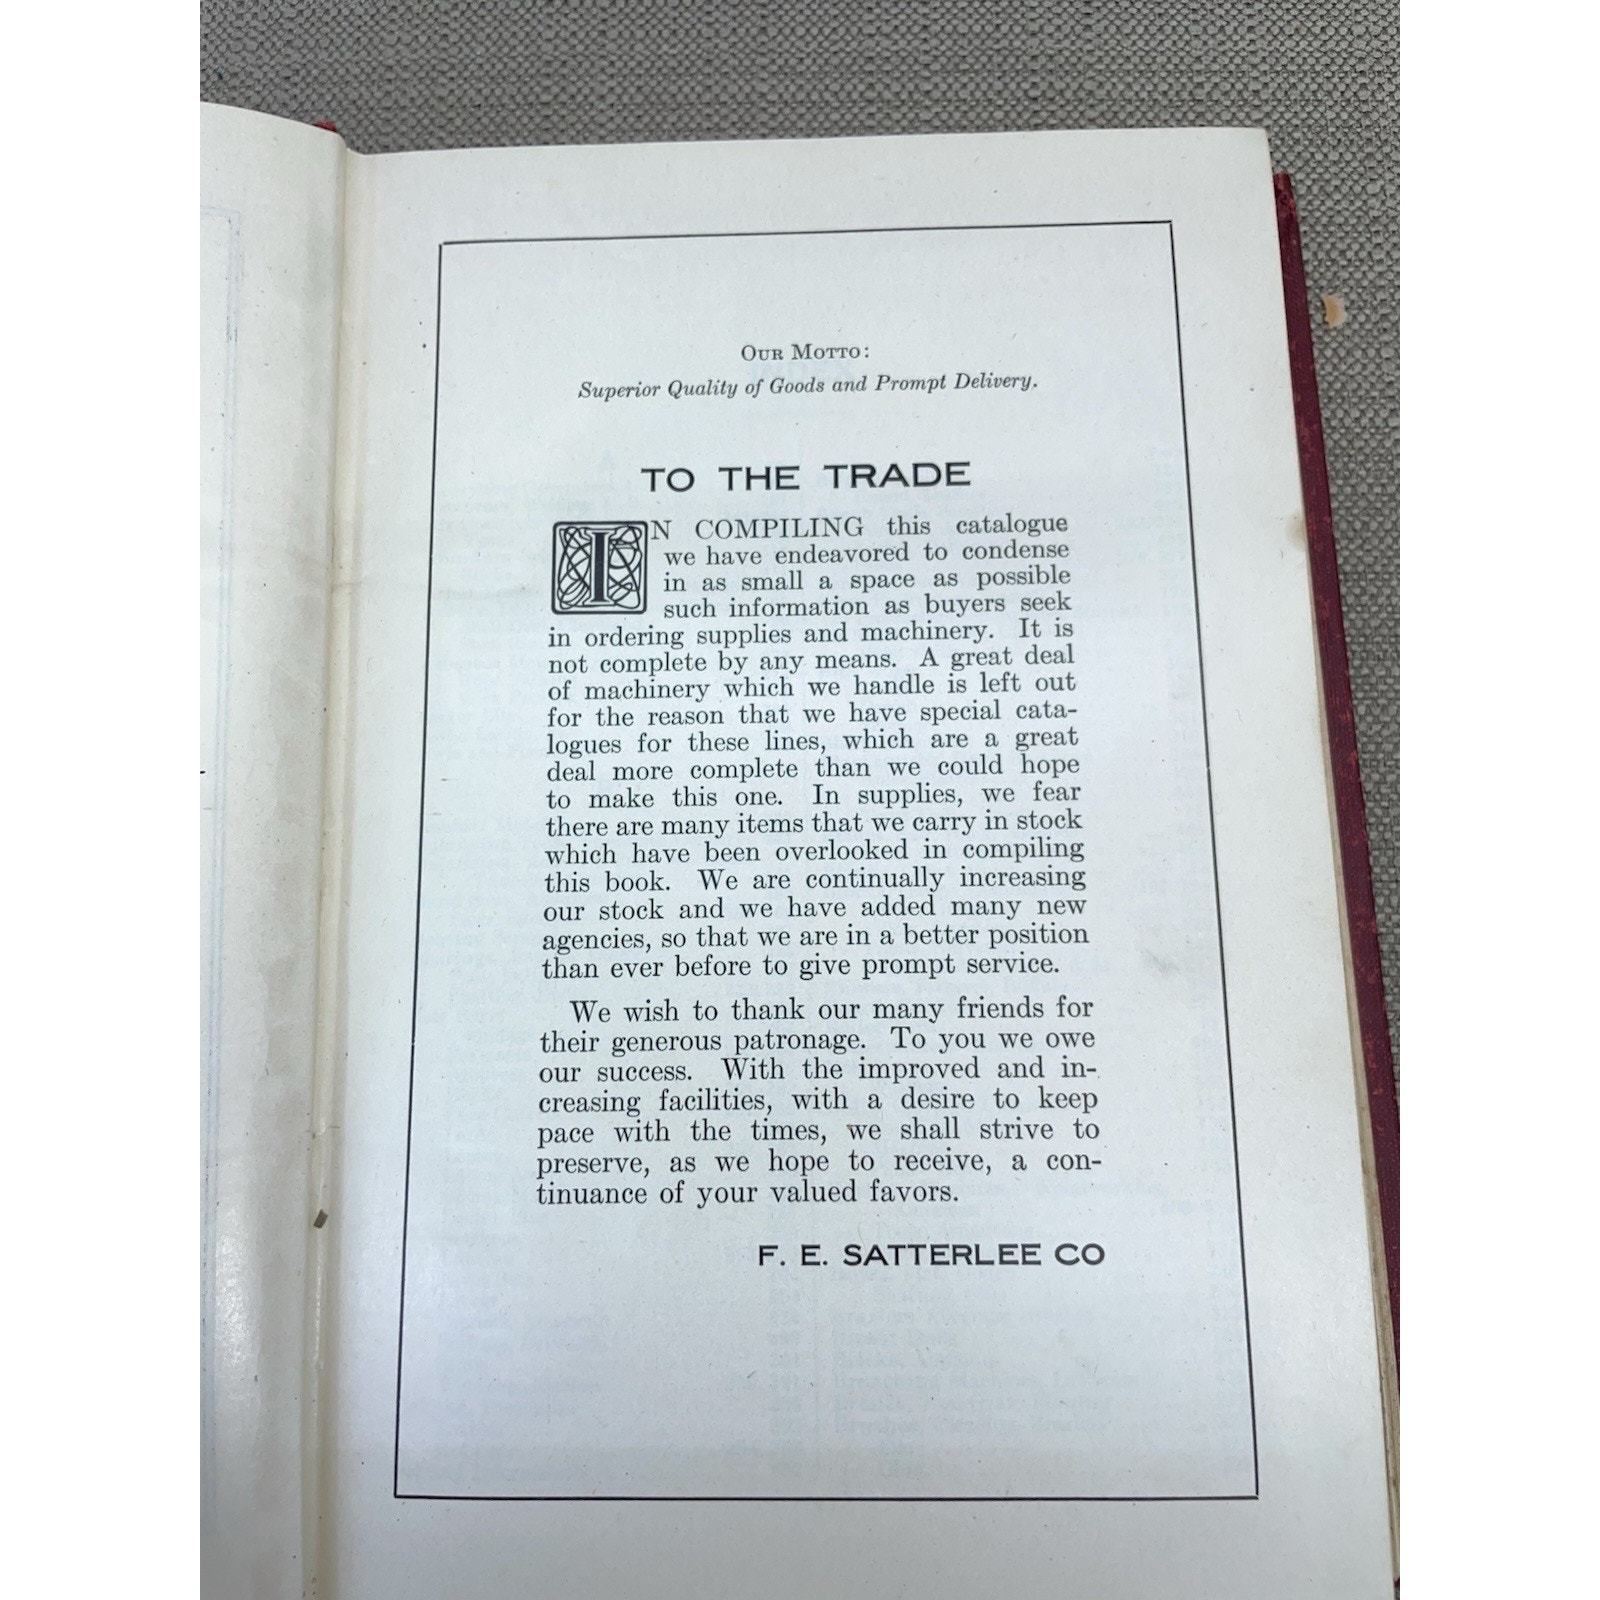 OUR MOTTO:
Superior Quality of Goods and Prompt Delivery.
TO THE TRADE
IN COMPILING this catalogue
we have endeavored to condense
in as small a space as possible
such information as buyers seek
in ordering supplies and machinery. It is
not complete by any means. A great deal
of machinery which we handle is left out
for the reason that we have special cata-
logues for these lines, which are a great
deal more complete than we could hope
to make this one. In supplies, we fear
there are many items that we carry in stock
which have been overlooked in compiling
this book. We are continually increasing
our stock and we have added many new
agencies, so that we are in a better position
than ever before to give prompt service.
We wish to thank our many friends for
their generous patronage. To you we owe
our success. With the improved and in-
creasing facilities, with a desire to keep
pace with the times, we shall strive to
preserve, as we hope to receive, a con-
tinuance of your valued favors.
F. E. SATTERLEE CO